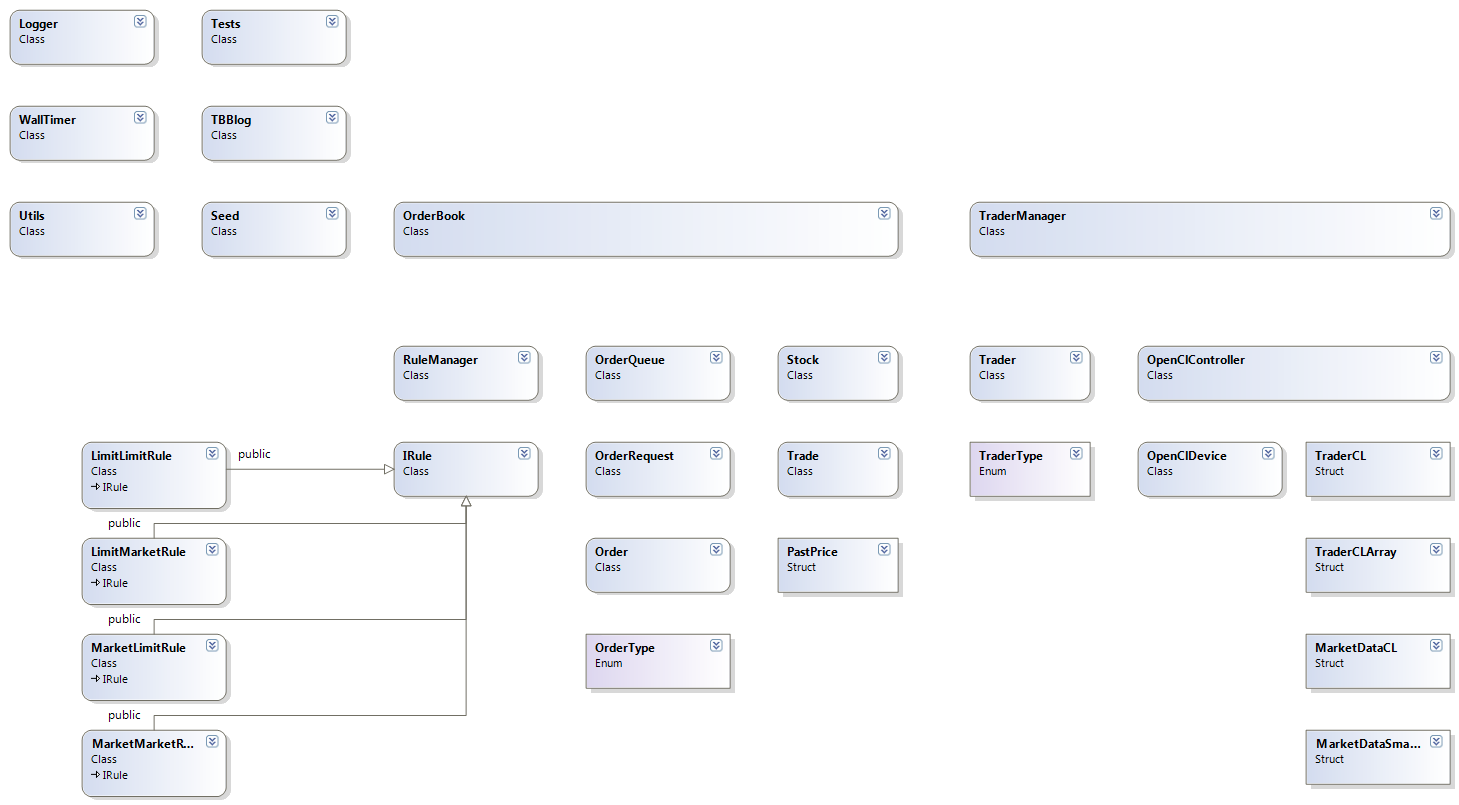 Logger
Class
Tests
Class
WallTimer
Class
TBBlog
Class
Utils
Class
Seed
Class
OrderBook
Class
TraderManager
Class
RuleManager
Class
OrderQueue
Class
Stock
Class
Trader
Class
OpenClController
Class
LimitLimitRule
Class
IRule
public
IRule
Class
OrderRequest
Class
Trade
Class
TraderType
Enum
OpenClDevice
Class
TraderCL
Struct
public
LimitMarketRule
Class
IRule
Order
Class
PastPrice
Struct
TraderCLArray
Struct
public
MarketLimitRule
Class
IRule
OrderType
Enum
MarketDataCL
Struct
public
MarketMarketR...
Class
IRule
MarketDataSma...
Struct